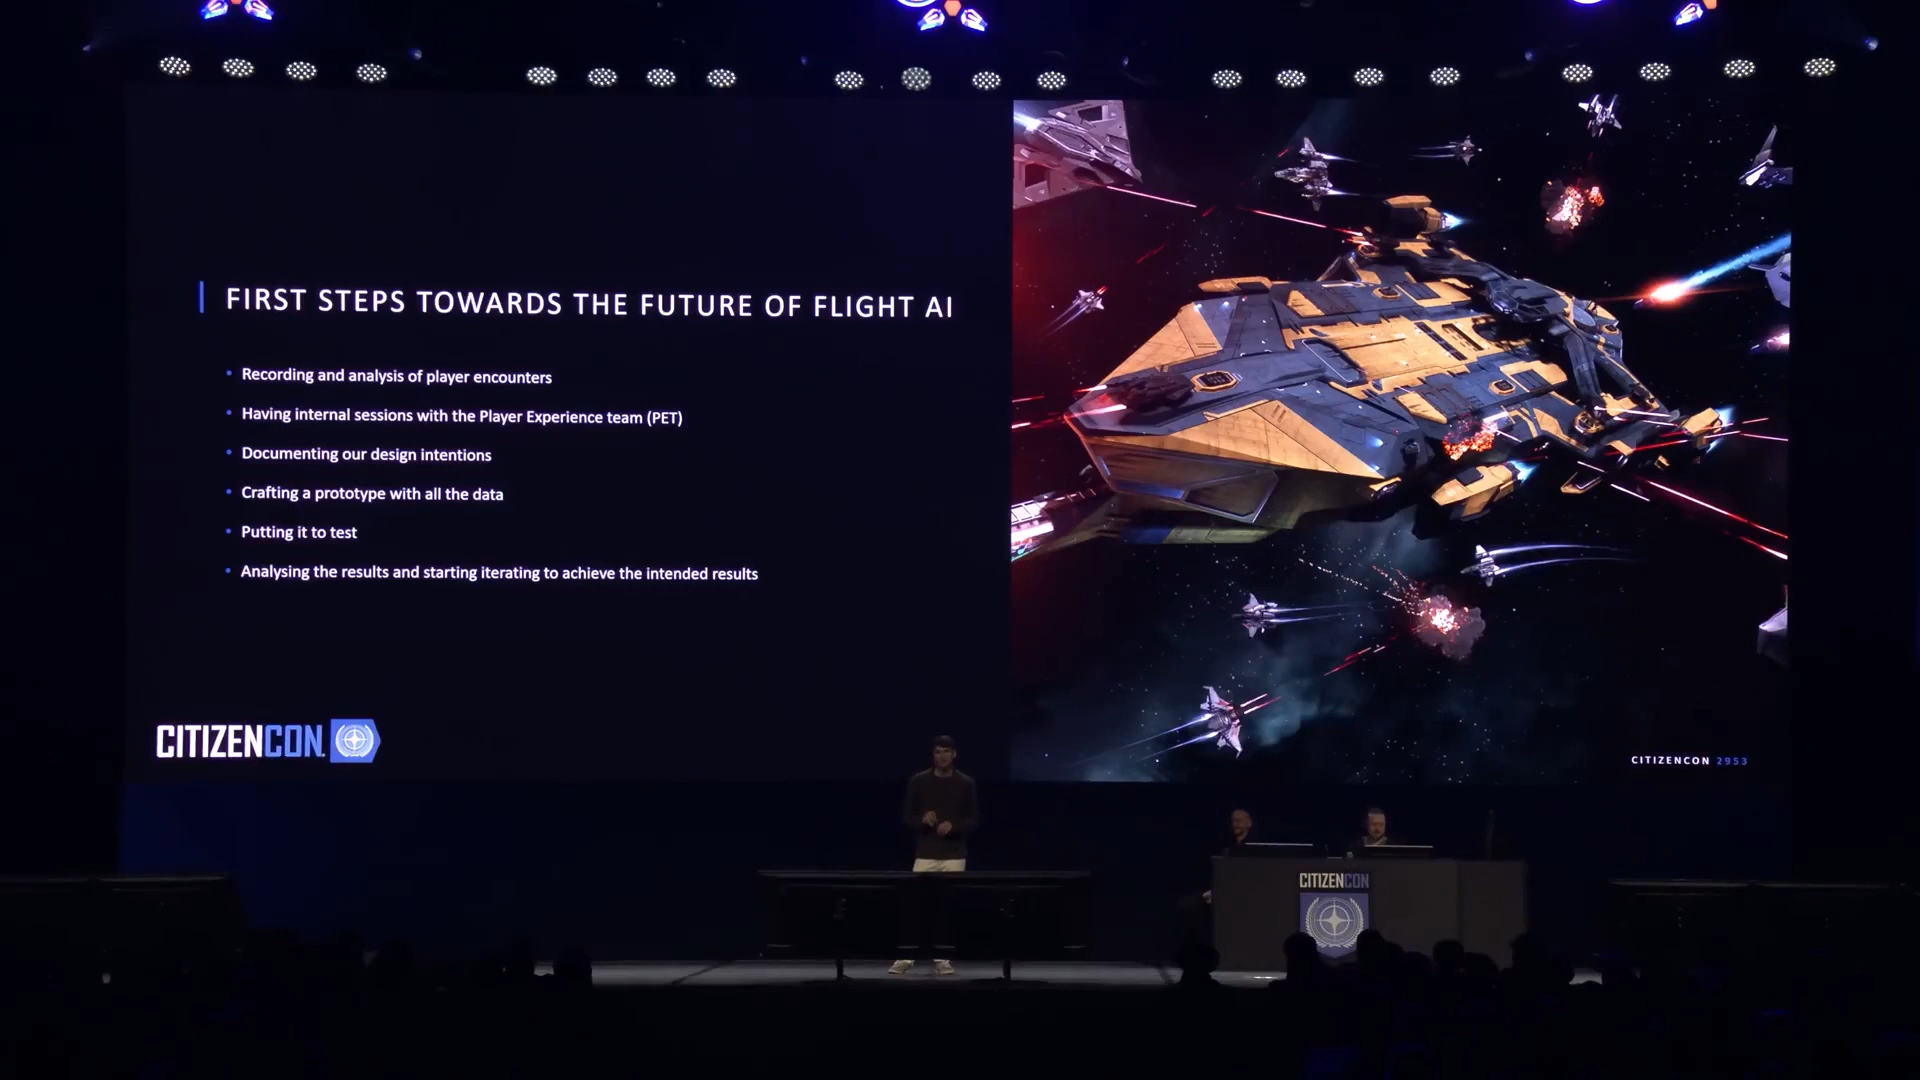 FIRST STEPS TOWARDS THE FUTURE OF FLIGHT AI
• Recording and analysis of player encounters
• Having internal sessions with the Player Experience team (PET)
• Documenting our design intentions
• Crafting a prototype with all the data
• Putting it to test
• Analysing the results and starting iterating to achieve the intended results
CITIZENCON
CITIZENCON 2953
CITIZENCON